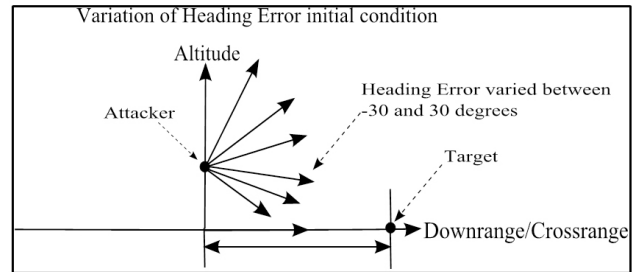 Variation of Heading Error initial condition
Altitude
Heading Error varied between
-30 and 30 degrees
Attacker
Target
Downrange/Crossrange